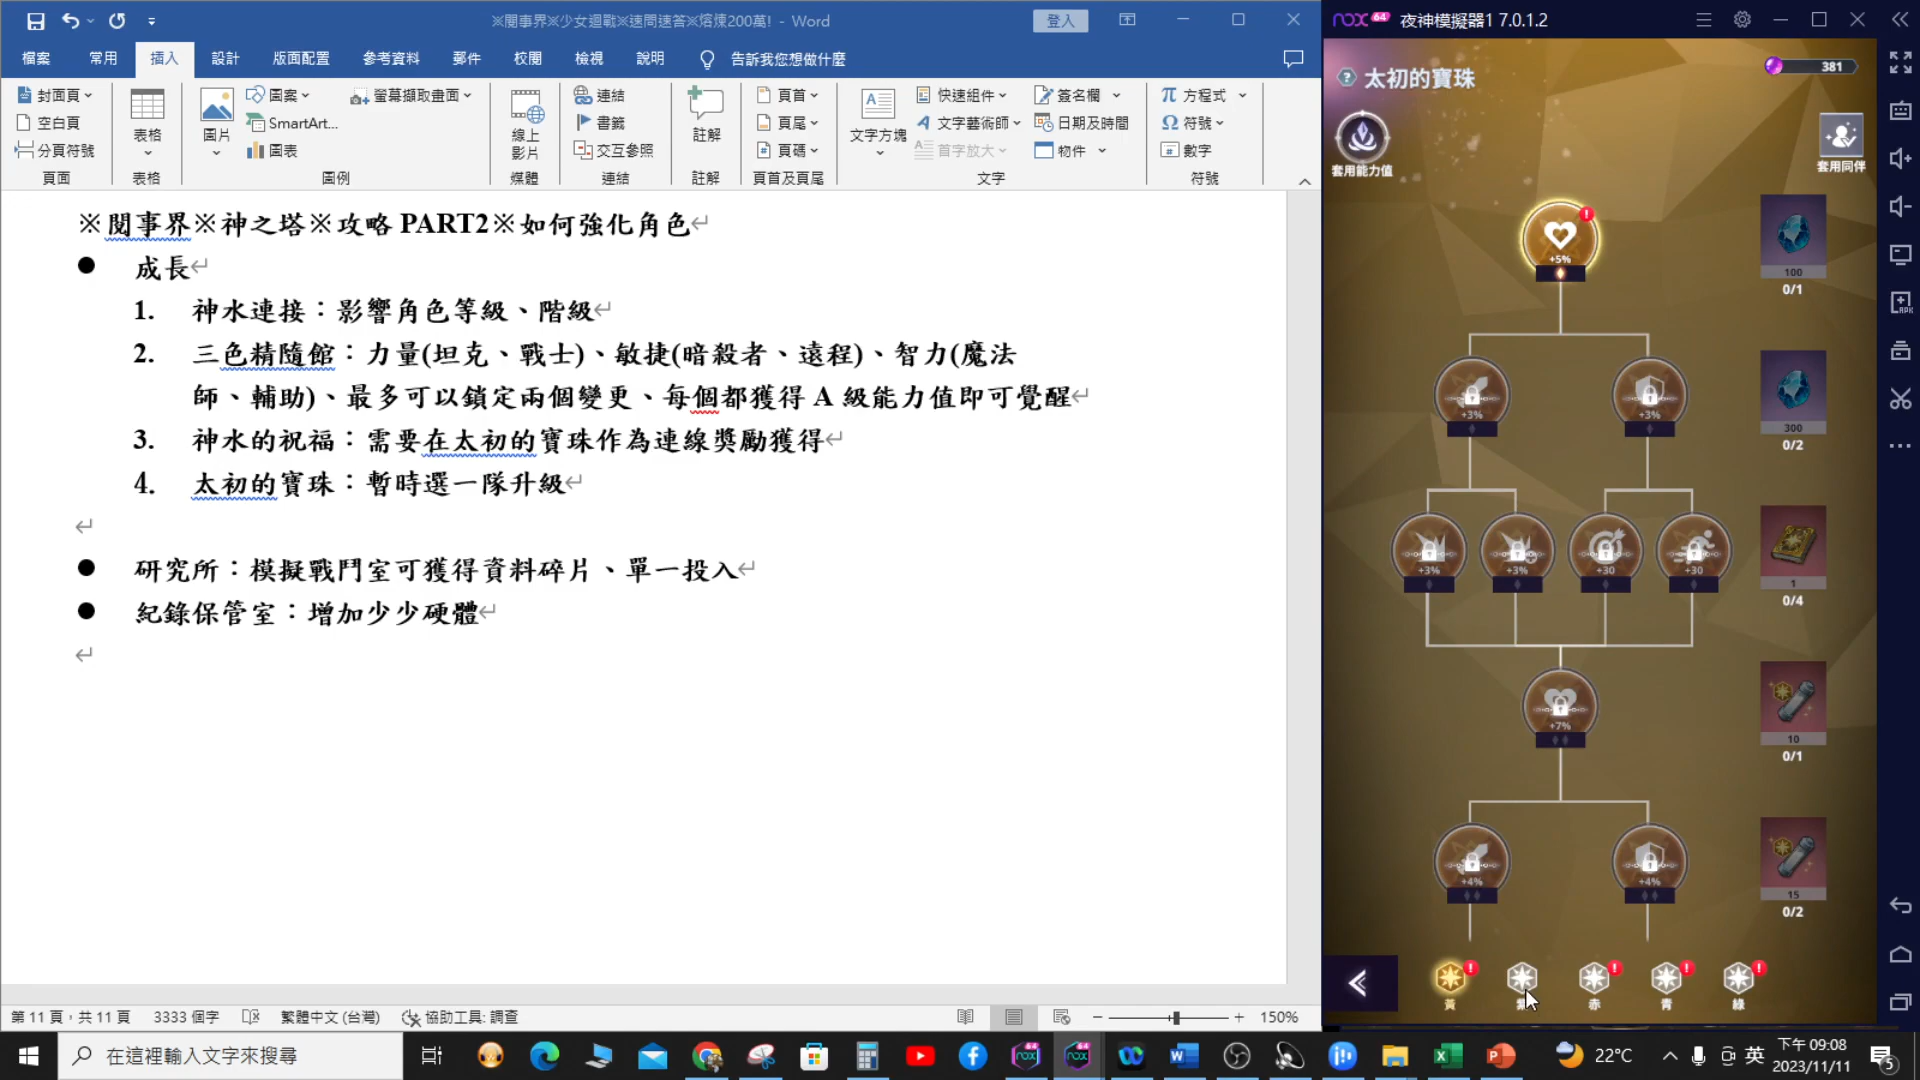 ※閱事界※少女迴戰※速問速答※熔煉200萬! - Word
登入
檔案 常用 插入 設計 版面配置 參考資料 郵件 校閱 檢視 說明 告訴我您想做什麼
封面頁
空白頁
分頁符號
頁面
表格
表格
圖片
圖案
SmartArt...
圖表
螢幕擷取畫面
圖例
線上
影片
媒體
連結
書籤
交互參照
連結
註解
註解
頁首
頁尾
頁碼
頁首及頁尾
文字方塊
快速組件
文字藝術師
首字放大
簽名欄
日期及時間
物件
文字
方程式
符號
數字
符號
※閱事界※神之塔※攻略 PART2※如何強化角色
● 成長
1. 神水連接：影響角色等級、階級
2. 三色精隨館：力量(坦克、戰士)、敏捷(暗殺者、遠程)、智力(魔法
師、輔助)、最多可以鎖定兩個變更、每個都獲得 A 級能力值即可覺醒
3. 神水的祝福：需要在太初的寶珠作為連線獎勵獲得
4. 太初的寶珠：暫時選一隊升級
● 研究所：模擬戰鬥室可獲得資料碎片、單一投入
● 紀錄保管室：增加少少硬體
第 11 頁，共 11 頁 3333 個字 繁體中文 (台灣) 協助工具: 調查
150%
nox 64 夜神模擬器1 7.0.1.2
太初的寶珠
381
套用能力值
套用同伴
+5%
100
0/1
+3% +3%
300
0/2
+3% +3% +30 +30
1
0/4
+7%
10
0/1
+4% +4%
15
0/2
黃 赤 青 綠
在這裡輸入文字來搜尋
22°C
英
下午 09:08
2023/11/11
5